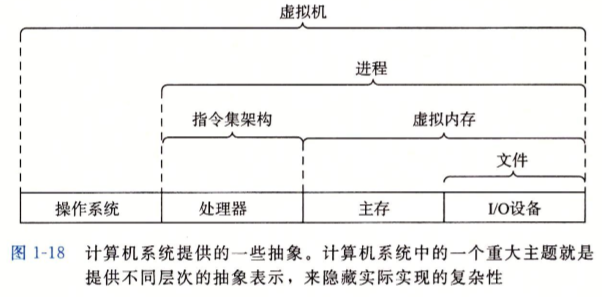 虚拟机
进程
指令集架构
虚拟内存
文件
操作系统
处理器
主存
I/O设备
图 1-18 计算机系统提供的一些抽象。计算机系统中的一个重大主题就是
提供不同层次的抽象表示，来隐藏实际实现的复杂性